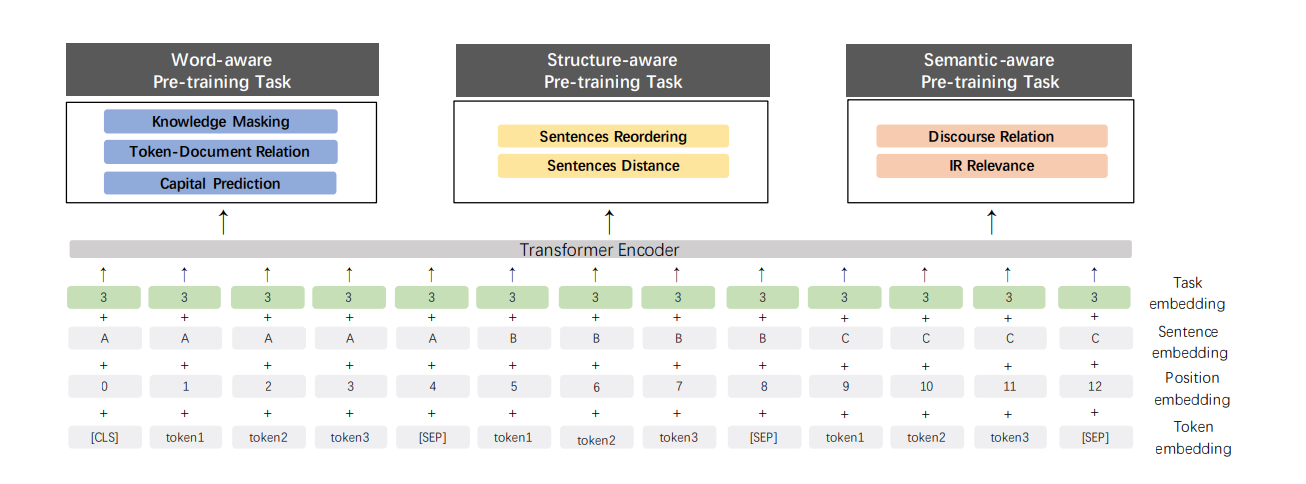 Word-aware
Pre-training Task
Structure-aware
Pre-training Task
Semantic-aware
Pre-training Task
Knowledge Masking
Token-Document Relation
Capital Prediction
Sentences Reordering
Sentences Distance
Discourse Relation
IR Relevance
Transformer Encoder
3 3 3 3 3 3 3 3 3 3 3 3 3
Task
embedding
+ + + + + + + + + + + + +
A A A A A B B B B C C C C
Sentence
embedding
+ + + + + + + + + + + + +
0 1 2 3 4 5 6 7 8 9 10 11 12
Position
embedding
+ + + + + + + + + + + + +
[CLS] token1 token2 token3 [SEP] token1 token2 token3 [SEP] token1 token2 token3 [SEP]
Token
embedding